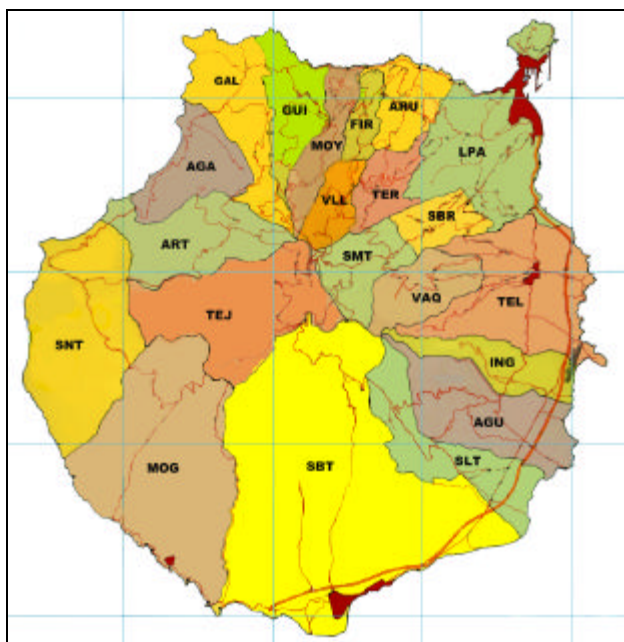 GAL
GUI
ARU
FIR
MOY
LPA
AGA
TER
VLL
SBR
ART
SMT
VAQ
TEL
TEJ
SNT
ING
AGU
SLT
MOG
SBT